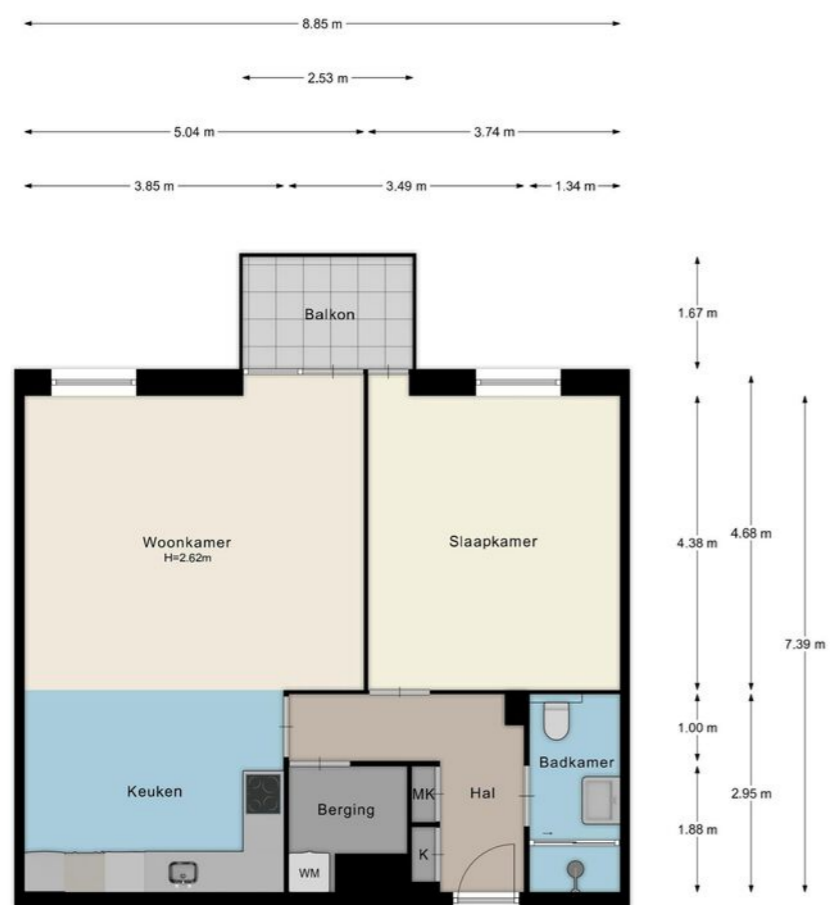 8.85 m
2.53 m
5.04 m
3.74 m
3.85 m
3.49 m
1.34 m
Balkon
1.67 m
Woonkamer
H=2.62m
Slaapkamer
4.38 m
4.68 m
7.39 m
Keuken
Berging
MK
Hal
Badkamer
1.00 m
2.95 m
1.88 m
K
WM